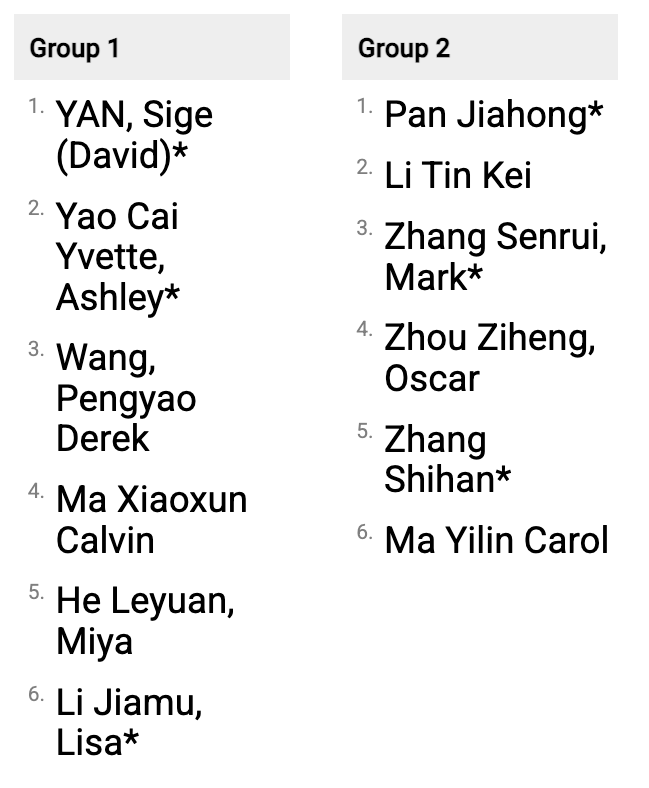 Group 1
1. YAN, Sige
(David)*
2. Yao Cai
Yvette,
Ashley*
3. Wang,
Pengyao
Derek
4. Ma Xiaoxun
Calvin
5. He Leyuan,
Miya
6. Li Jiamu,
Lisa*
Group 2
1. Pan Jiahong*
2. Li Tin Kei
3. Zhang Senrui,
Mark*
4. Zhou Ziheng,
Oscar
5. Zhang
Shihan*
6. Ma Yilin Carol